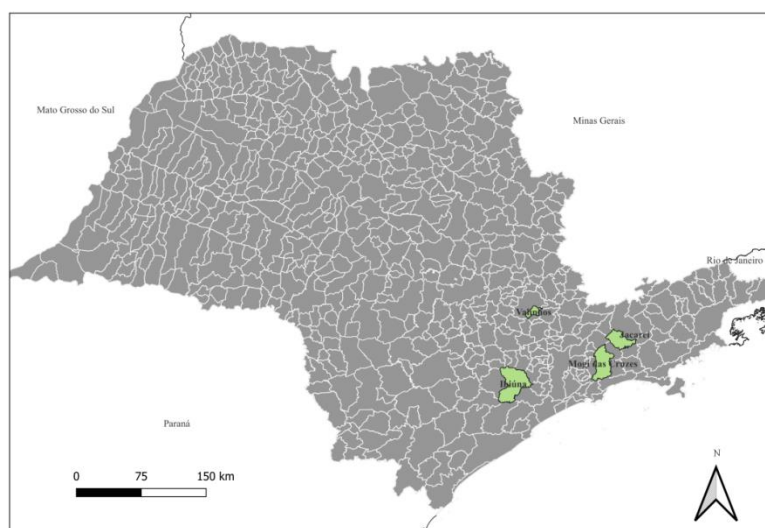 Mato Grosso do Sul
Minas Gerais
Rio de Janeiro
Valinhos
Jacareí
Mogi das Cruzes
Ibiúna
Paraná
N
0 75 150 km